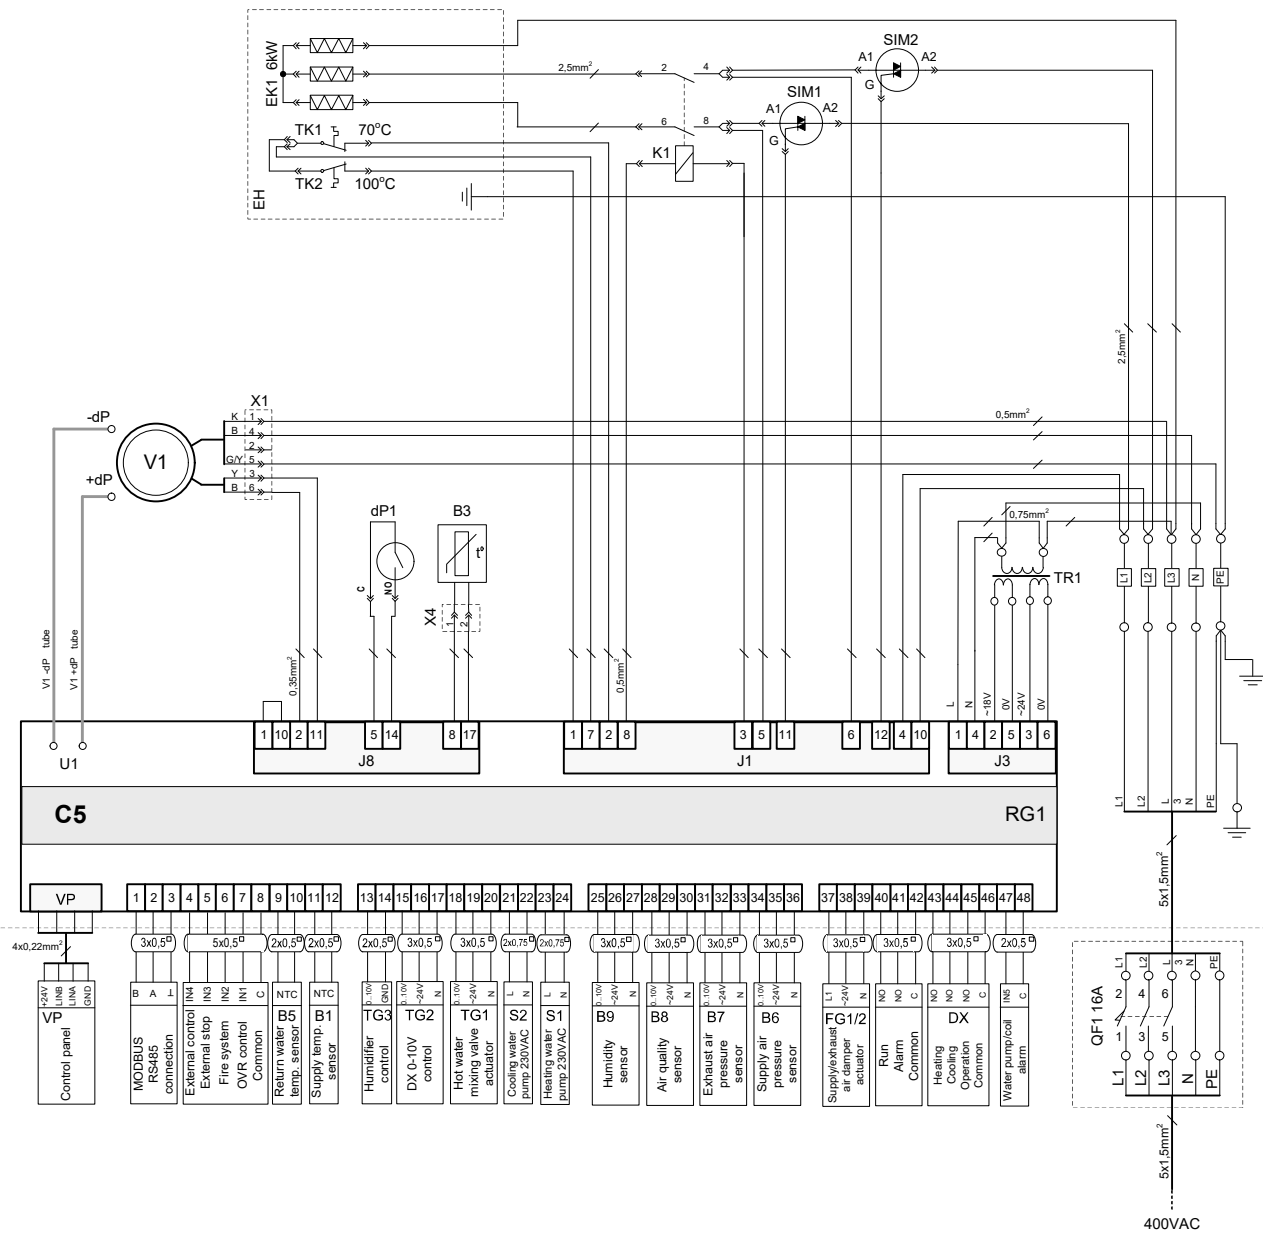 SIM2
A1
A2
G
SIM1
A1
A2
G
EK1 6kW
2,5mm²
2
4
6
8
K1
TK1
70°C
TK2
100°C
EH
2,5mm²
X1
-dP
K 1
B 4
2
G/Y 5
Y 3
B 6
V1
+dP
0,5mm²
dP1
B3
t°
C
NO
X4
1
2
0,75mm²
TR1
L1
L2
L3
N
PE
V1 -dP tube
V1 +dP tube
0,35mm²
0,5mm²
L
N
~18V
0V
~24V
0V
1 10 2 11 5 14 8 17
1 7 2 8 3 5 11 6 12 4 10
1 4 2 5 3 6
U1
J8
J1
J3
C5
RG1
L1
L2
L 3
N
PE
5x1,5mm²
VP
1 2 3 4 5 6 7 8 9 10 11 12
13 14 15 16 17 18 19 20 21 22 23 24
25 26 27 28 29 30 31 32 33 34 35 36
37 38 39 40 41 42 43 44 45 46 47 48
4x0,22mm²
3x0,5
5x0,5
2x0,5
2x0,5
2x0,5
3x0,5
3x0,5
2x0,75
2x0,75
3x0,5
3x0,5
3x0,5
3x0,5
3x0,5
3x0,5
3x0,5
2x0,5
+24V
LINB
LINA
GND
VP
Control panel
B
A
⊥
MODBUS
RS485
connection
IN4
IN3
IN2
IN1
C
External control
External stop
Fire system
OVR control
Common
NTC
B5
Return water
temp. sensor
NTC
B1
Supply temp.
sensor
0..10V
GND
TG3
Humidifier
control
0..10V
~24V
N
TG2
DX 0-10V
control
0..10V
~24V
N
TG1
Hot water
mixing valve
actuator
L
N
S2
Cooling water
pump 230VAC
L
N
S1
Heating water
pump 230VAC
0..10V
~24V
N
B9
Humidity
sensor
0..10V
~24V
N
B8
Air quality
sensor
0..10V
~24V
N
B7
Exhaust air
pressure
sensor
0..10V
~24V
N
B6
Supply air
pressure
sensor
L1
~24V
N
FG1/2
Supply/exhaust
air damper
actuator
NO
NO
C
Run
Alarm
Common
NO
NO
NO
C
DX
Heating
Cooling
Operation
Common
IN5
C
Water pump/coil
alarm
L1
L2
L 3
N
PE
QF1 16A
2
4
6
1
3
5
L1
L2
L3
N
PE
5x1,5mm²
400VAC